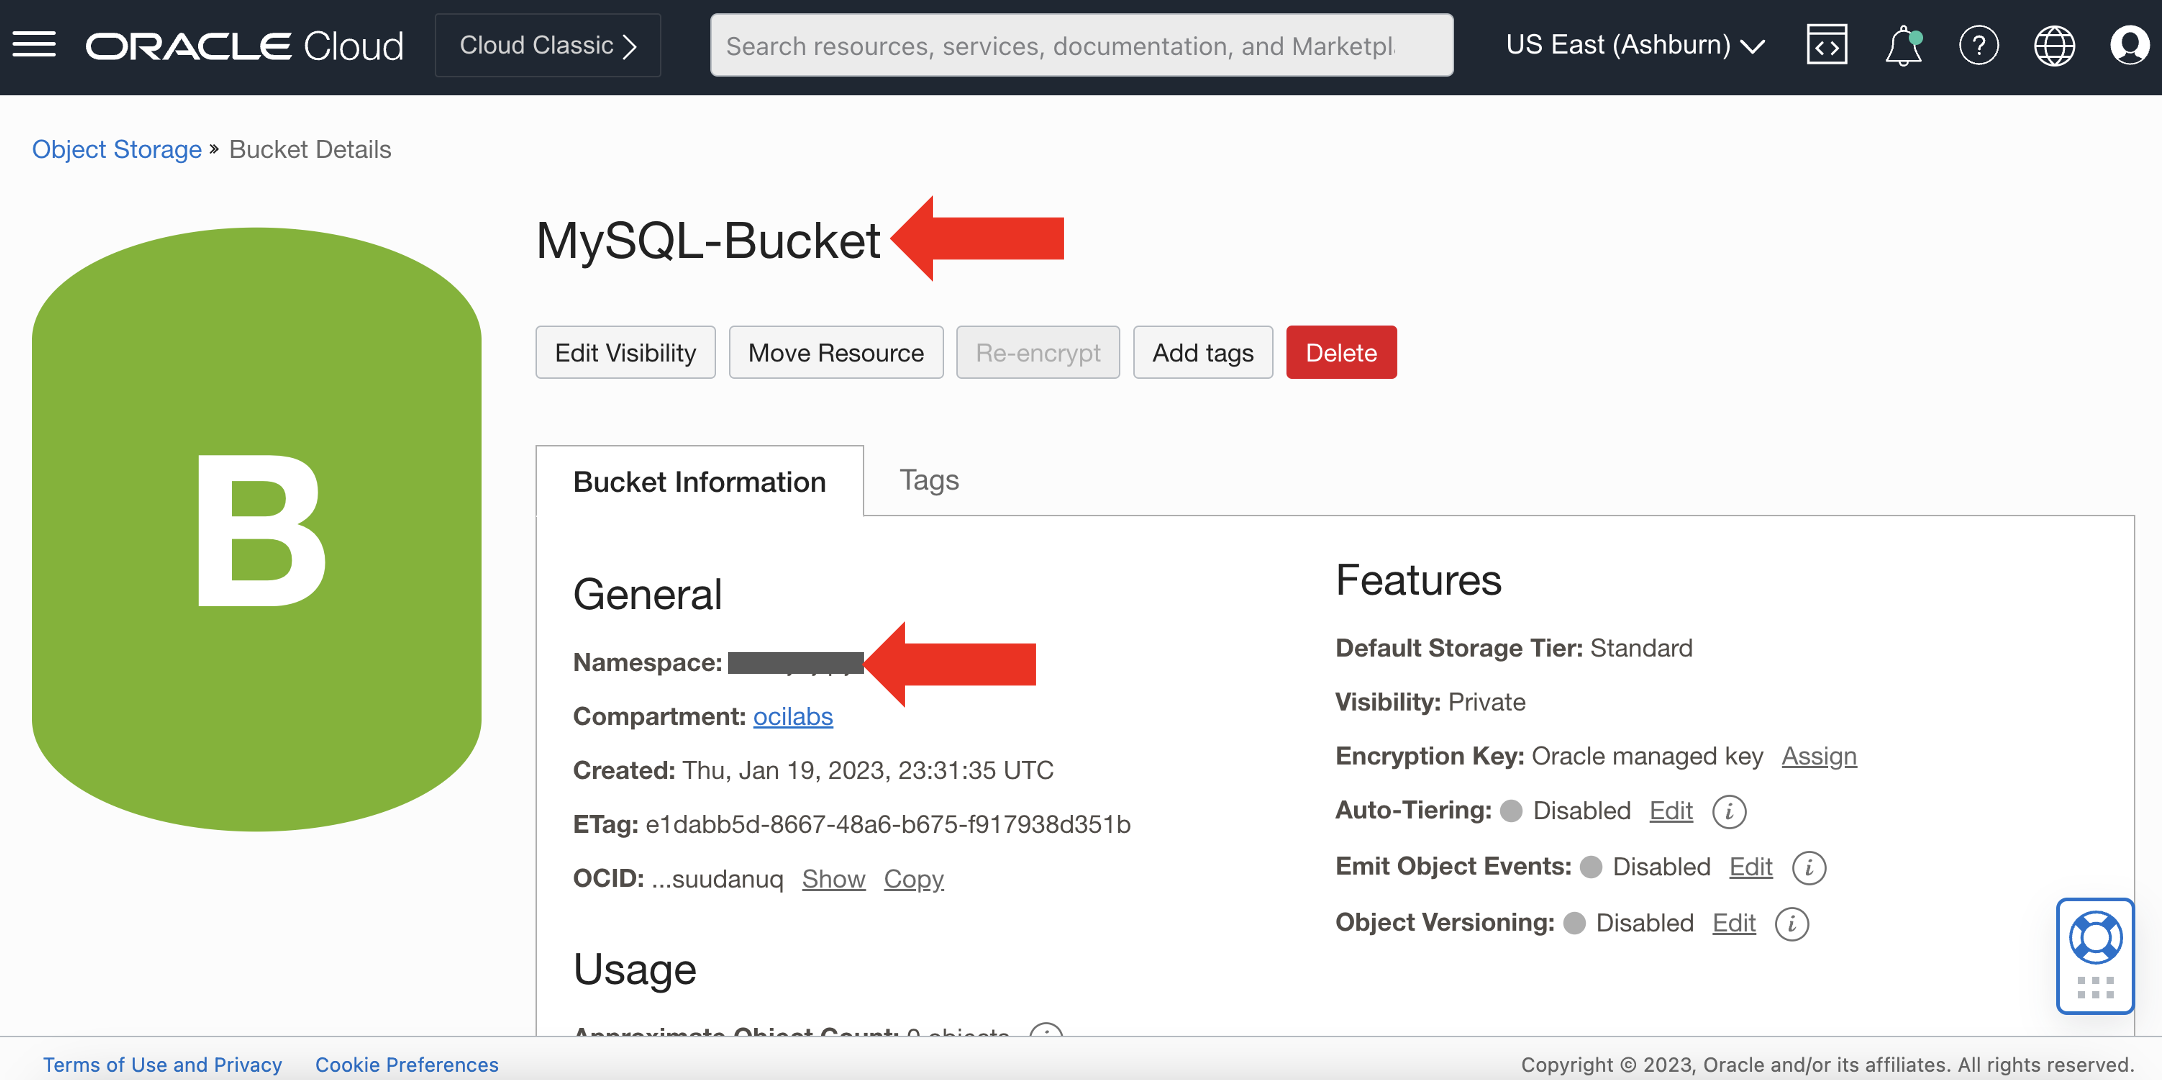 ORACLE Cloud
Cloud Classic
Search resources, services, documentation, and Marketpl
US East (Ashburn)
Object Storage » Bucket Details
B
MySQL-Bucket
Edit Visibility
Move Resource
Re-encrypt
Add tags
Delete
Bucket Information
Tags
General
Namespace:
Compartment: ocilabs
Created: Thu, Jan 19, 2023, 23:31:35 UTC
ETag: e1dabb5d-8667-48a6-b675-f917938d351b
OCID: ...suudanuq Show Copy
Usage
Approximate Object Count: 0 objects
Features
Default Storage Tier: Standard
Visibility: Private
Encryption Key: Oracle managed key Assign
Auto-Tiering: Disabled Edit
Emit Object Events: Disabled Edit
Object Versioning: Disabled Edit
Terms of Use and Privacy
Cookie Preferences
Copyright © 2023, Oracle and/or its affiliates. All rights reserved.